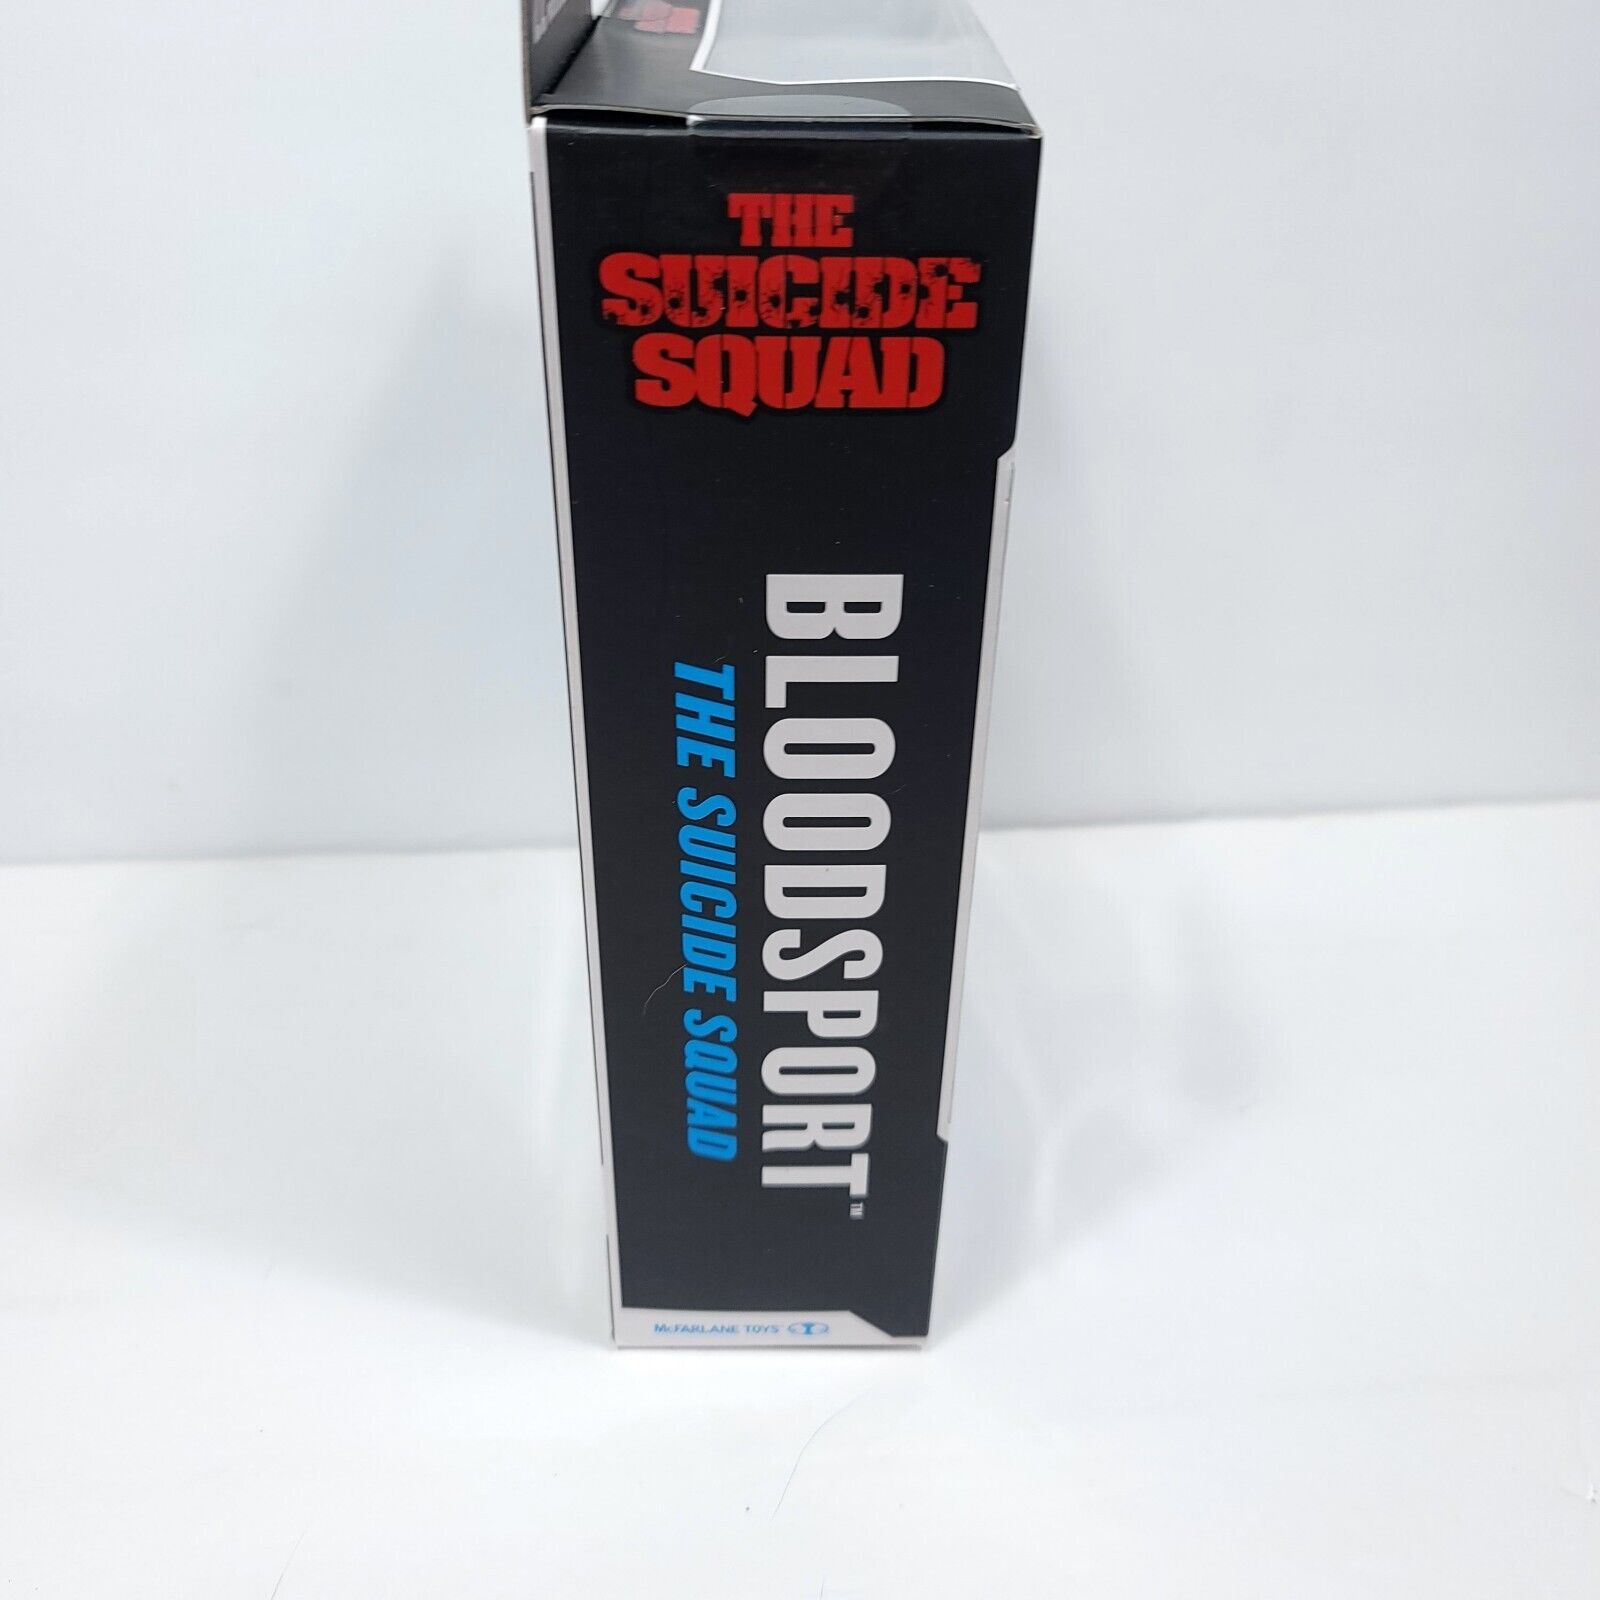 THE
SUICIDE
SQUAD
BLOODSPORT™
THE SUICIDE SQUAD
McFARLANE TOYS